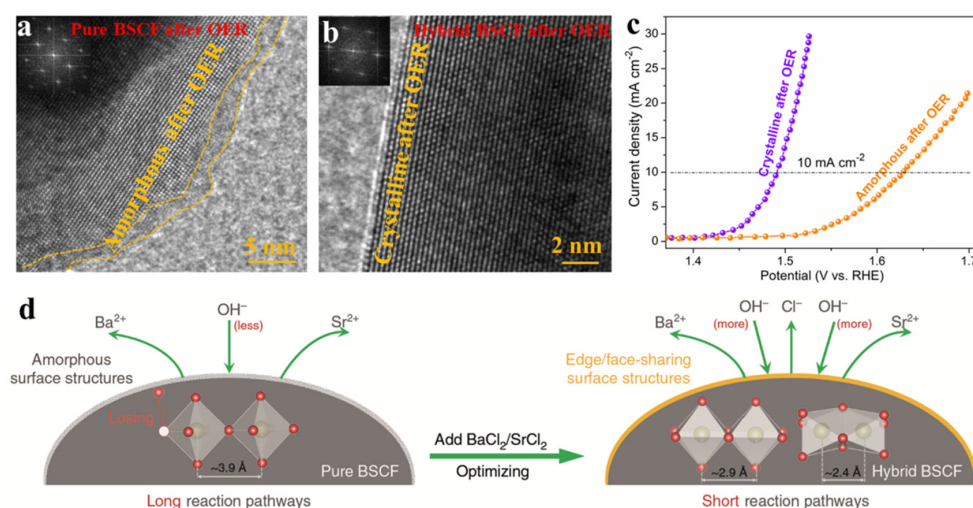 a
Pure BSCF after OER
Amorphous after OER
5 nm
b
Hybrid BSCF after OER
Crystalline after OER
2 nm
c
Current density (mA cm⁻²)
30
25
20
15
10
5
0
10 mA cm⁻²
Crystalline after OER
Amorphous after OER
1.4
1.5
1.6
1.7
Potential (V vs. RHE)
d
Ba²⁺
OH⁻
(less)
Sr²⁺
Amorphous
surface structures
Losing
~3.9 Å
Pure BSCF
Long reaction pathways
Add BaCl₂/SrCl₂
Optimizing
Ba²⁺
OH⁻
Cl⁻
OH⁻
(more)
(more)
Sr²⁺
Edge/face-sharing
surface structures
~2.9 Å
~2.4 Å
Hybrid BSCF
Short reaction pathways